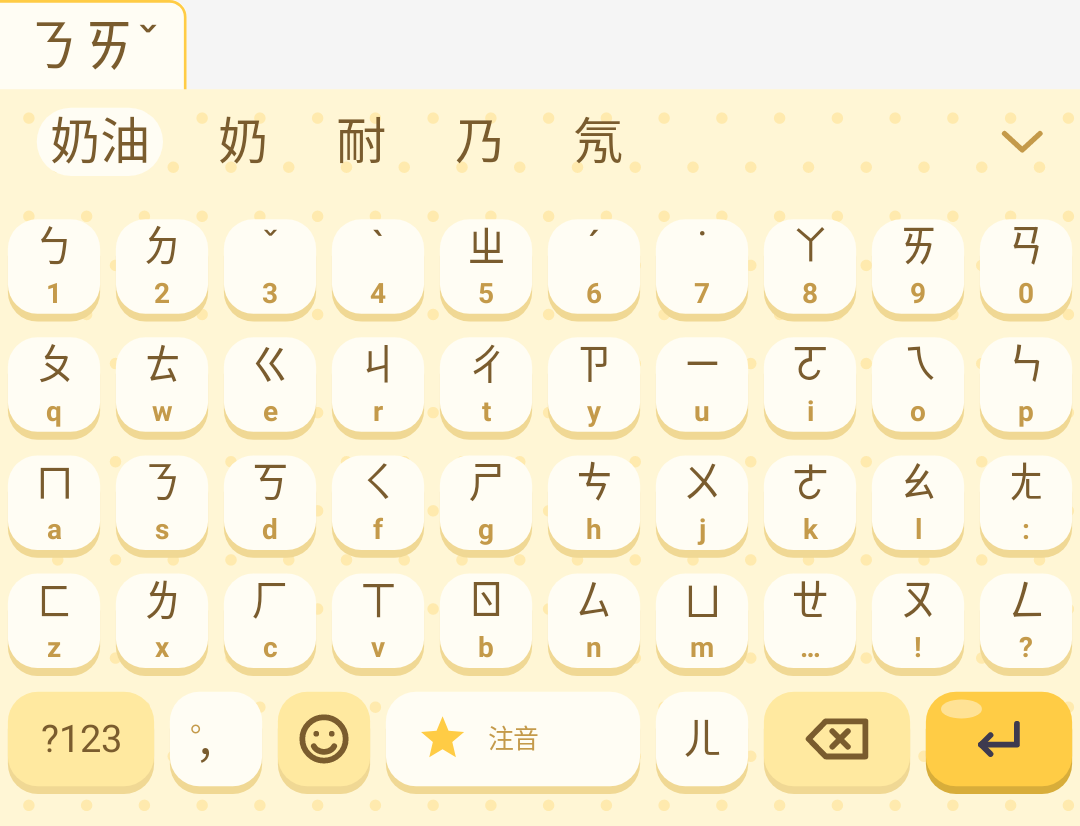 ㄋㄞˇ
奶油 奶 耐 乃 氖
ㄅ ㄉ ˇ ˋ ㄓ ˊ ˙ ㄚ ㄞ ㄢ
1 2 3 4 5 6 7 8 9 0
ㄆ ㄊ ㄍ ㄐ ㄔ ㄗ ㄧ ㄛ ㄟ ㄣ
q w e r t y u i o p
ㄇ ㄋ ㄎ ㄑ ㄕ ㄘ ㄨ ㄜ ㄠ ㄤ
a s d f g h j k l :
ㄈ ㄌ ㄏ ㄒ ㄖ ㄙ ㄩ ㄝ ㄡ ㄥ
z x c v b n m … ! ?
?123 。, 注音 ㄦ